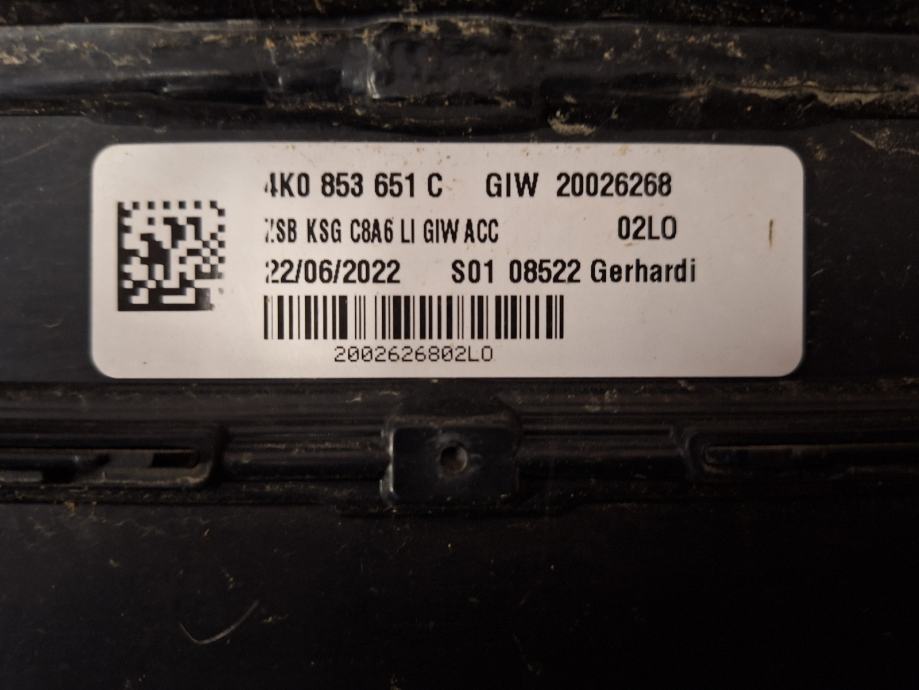 4K0 853 651 C GIW 20026268
ZSB KSG C8A6 LI GIW ACC 02LO
22/06/2022 S01 08522 Gerhardi
2002626802LO